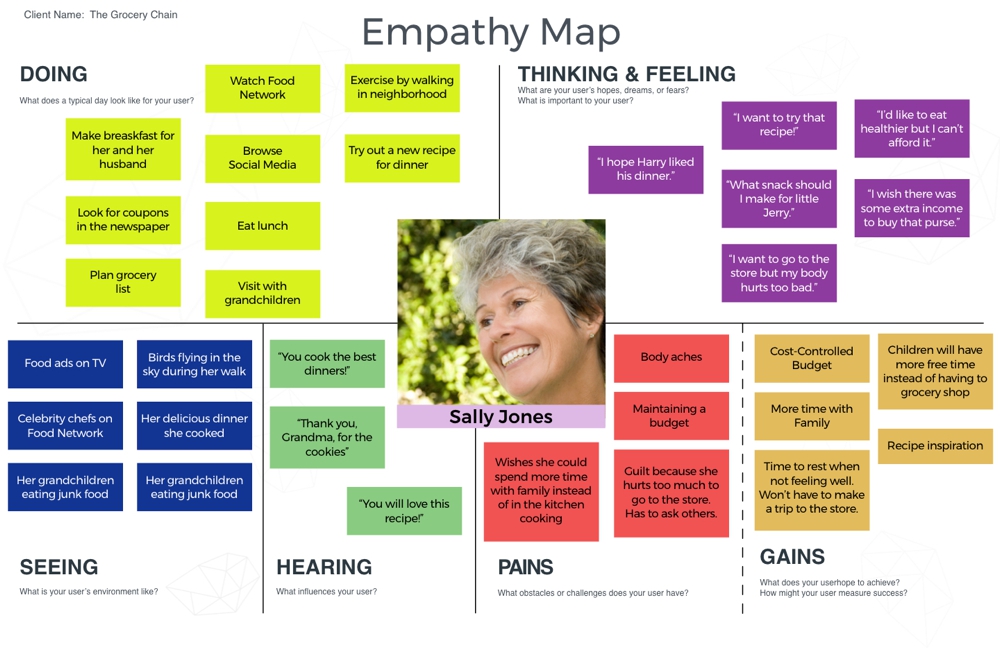 Client Name:  The Grocery Chain
Empathy Map
DOING
What does a typical day look like for your user?
Make breakfast for
her and her
husband
Look for coupons
in the newspaper
Plan grocery
list
Watch Food
Network
Browse
Social Media
Eat lunch
Visit with
grandchildren
Exercise by walking
in neighborhood
Try out a new recipe
for dinner
THINKING & FEELING
What are your user's hopes, dreams, or fears?
What is important to your user?
“I hope Harry liked
his dinner.”
“I want to try that
recipe!”
“What snack should
I make for little
Jerry.”
“I want to go to the
store but my body
hurts too bad.”
“I'd like to eat
healthier but I can't
afford it.”
“I wish there was
some extra income
to buy that purse.”
Sally Jones
Food ads on TV
Birds flying in the
sky during her walk
Celebrity chefs on
Food Network
Her delicious dinner
she cooked
Her grandchildren
eating junk food
Her grandchildren
eating junk food
SEEING
What is your user's environment like?
“You cook the best
dinners!”
“Thank you,
Grandma, for the
cookies”
“You will love this
recipe!”
HEARING
What influences your user?
Body aches
Maintaining a
budget
Wishes she could
spend more time
with family instead
of in the kitchen
cooking
Guilt because she
hurts too much to
go to the store.
Has to ask others.
PAINS
What obstacles or challenges does your user have?
Cost-Controlled
Budget
More time with
Family
Time to rest when
not feeling well.
Won't have to make
a trip to the store.
Children will have
more free time
instead of having to
grocery shop
Recipe inspiration
GAINS
What does your userhope to achieve?
How might your user measure success?